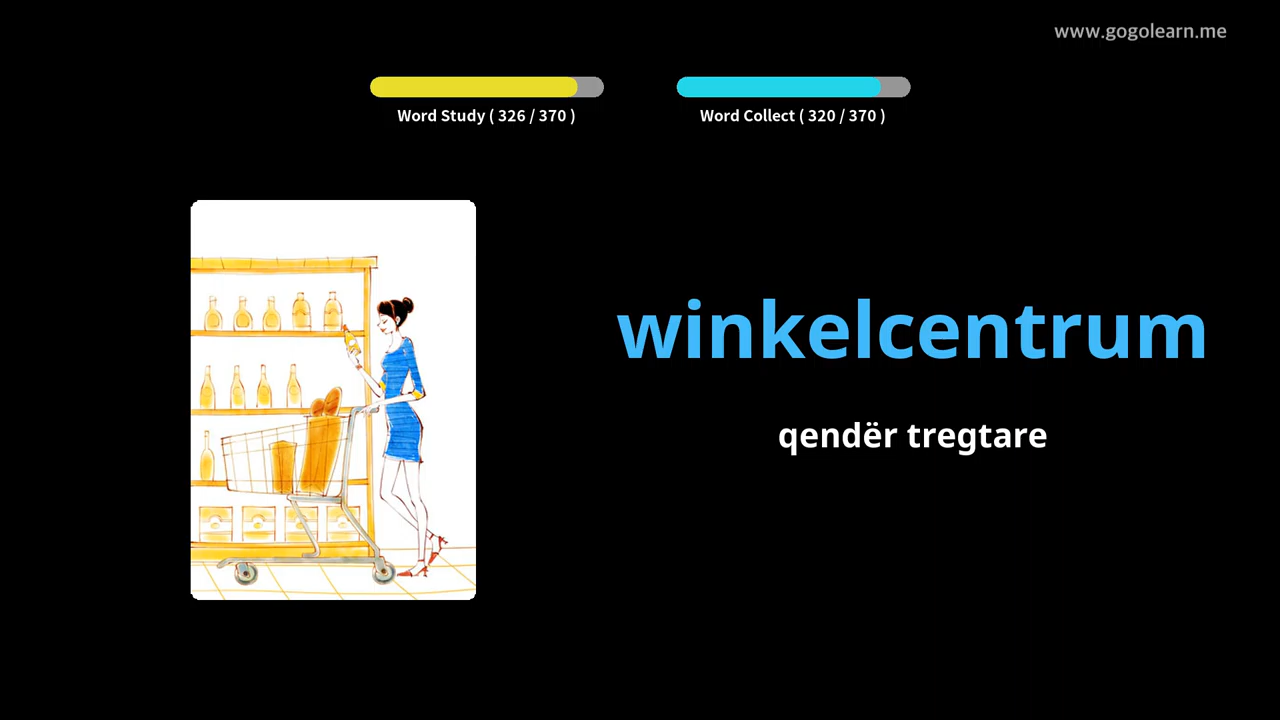 www.gogolearn.me
Word Study ( 326 / 370 )
Word Collect ( 320 / 370 )
winkelcentrum
qendër tregtare